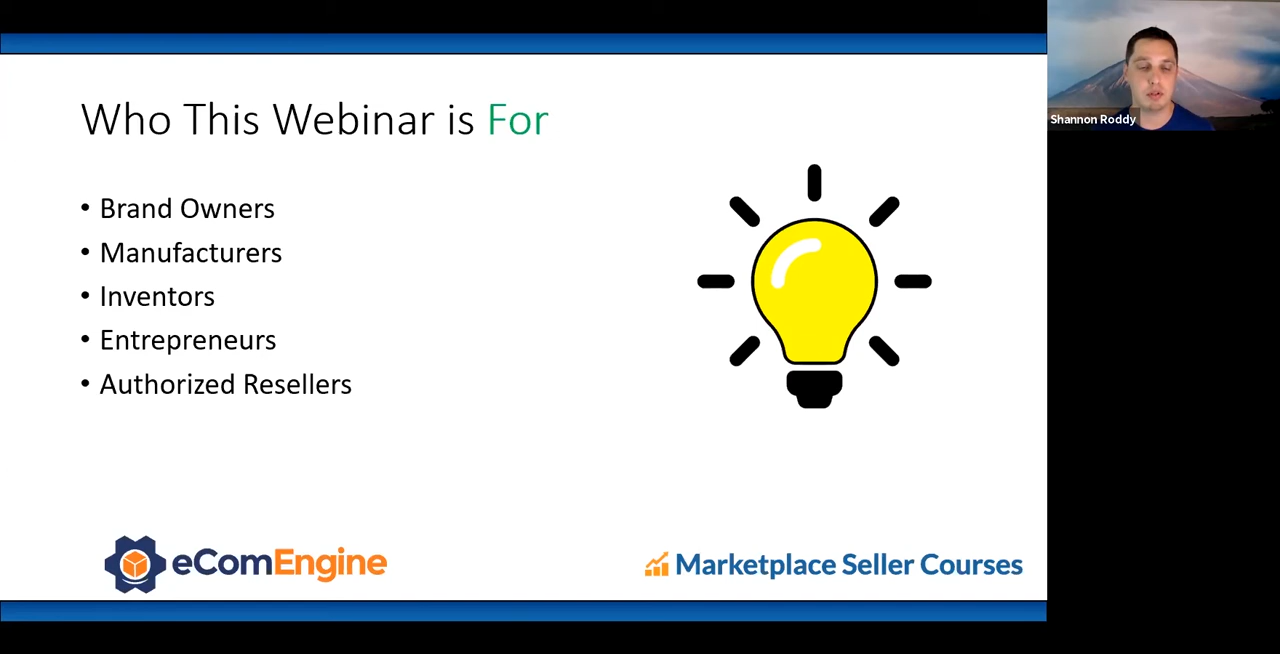 Who This Webinar is For
• Brand Owners
• Manufacturers
• Inventors
• Entrepreneurs
• Authorized Resellers
eComEngine
Marketplace Seller Courses
Shannon Roddy